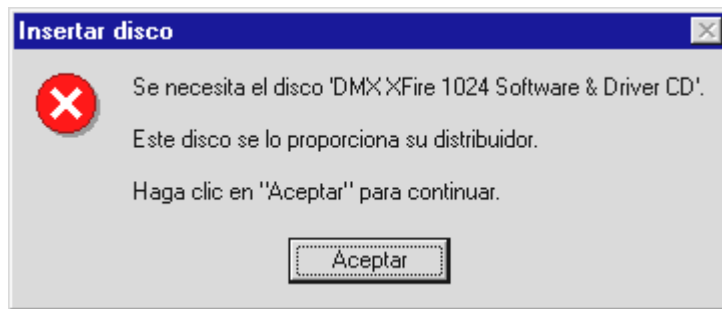 Insertar disco
Se necesita el disco 'DMX XFire 1024 Software & Driver CD'.
Este disco se lo proporciona su distribuidor.
Haga clic en "Aceptar" para continuar.
Aceptar